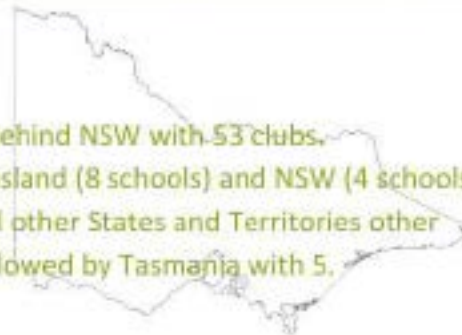 ehind NSW with 53 clubs.
sland (8 schools) and NSW (4 schools
other States and Territories other
lowed by Tasmania with 5.